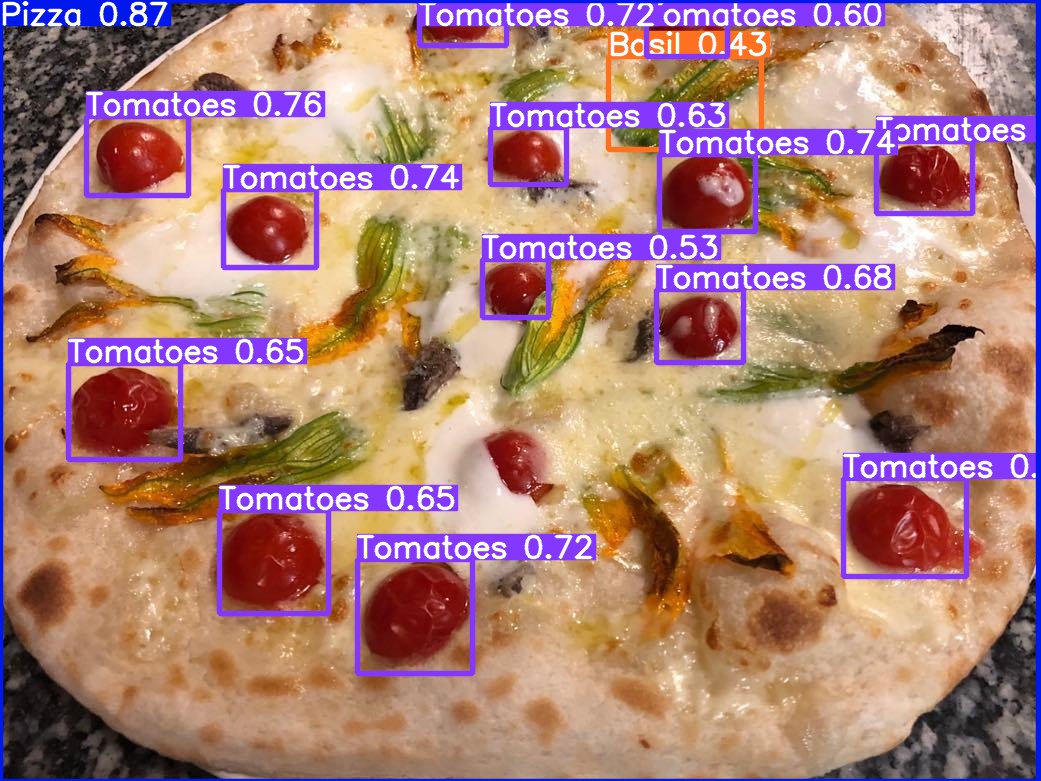 Pizza 0.87
Tomatoes 0.72
omatoes 0.60
Basil 0.43
Tomatoes 0.76
Tomatoes 0.63
Tomatoes 0.74
Tomatoes
Tomatoes 0.74
Tomatoes 0.53
Tomatoes 0.68
Tomatoes 0.65
Tomatoes 0.
Tomatoes 0.65
Tomatoes 0.72